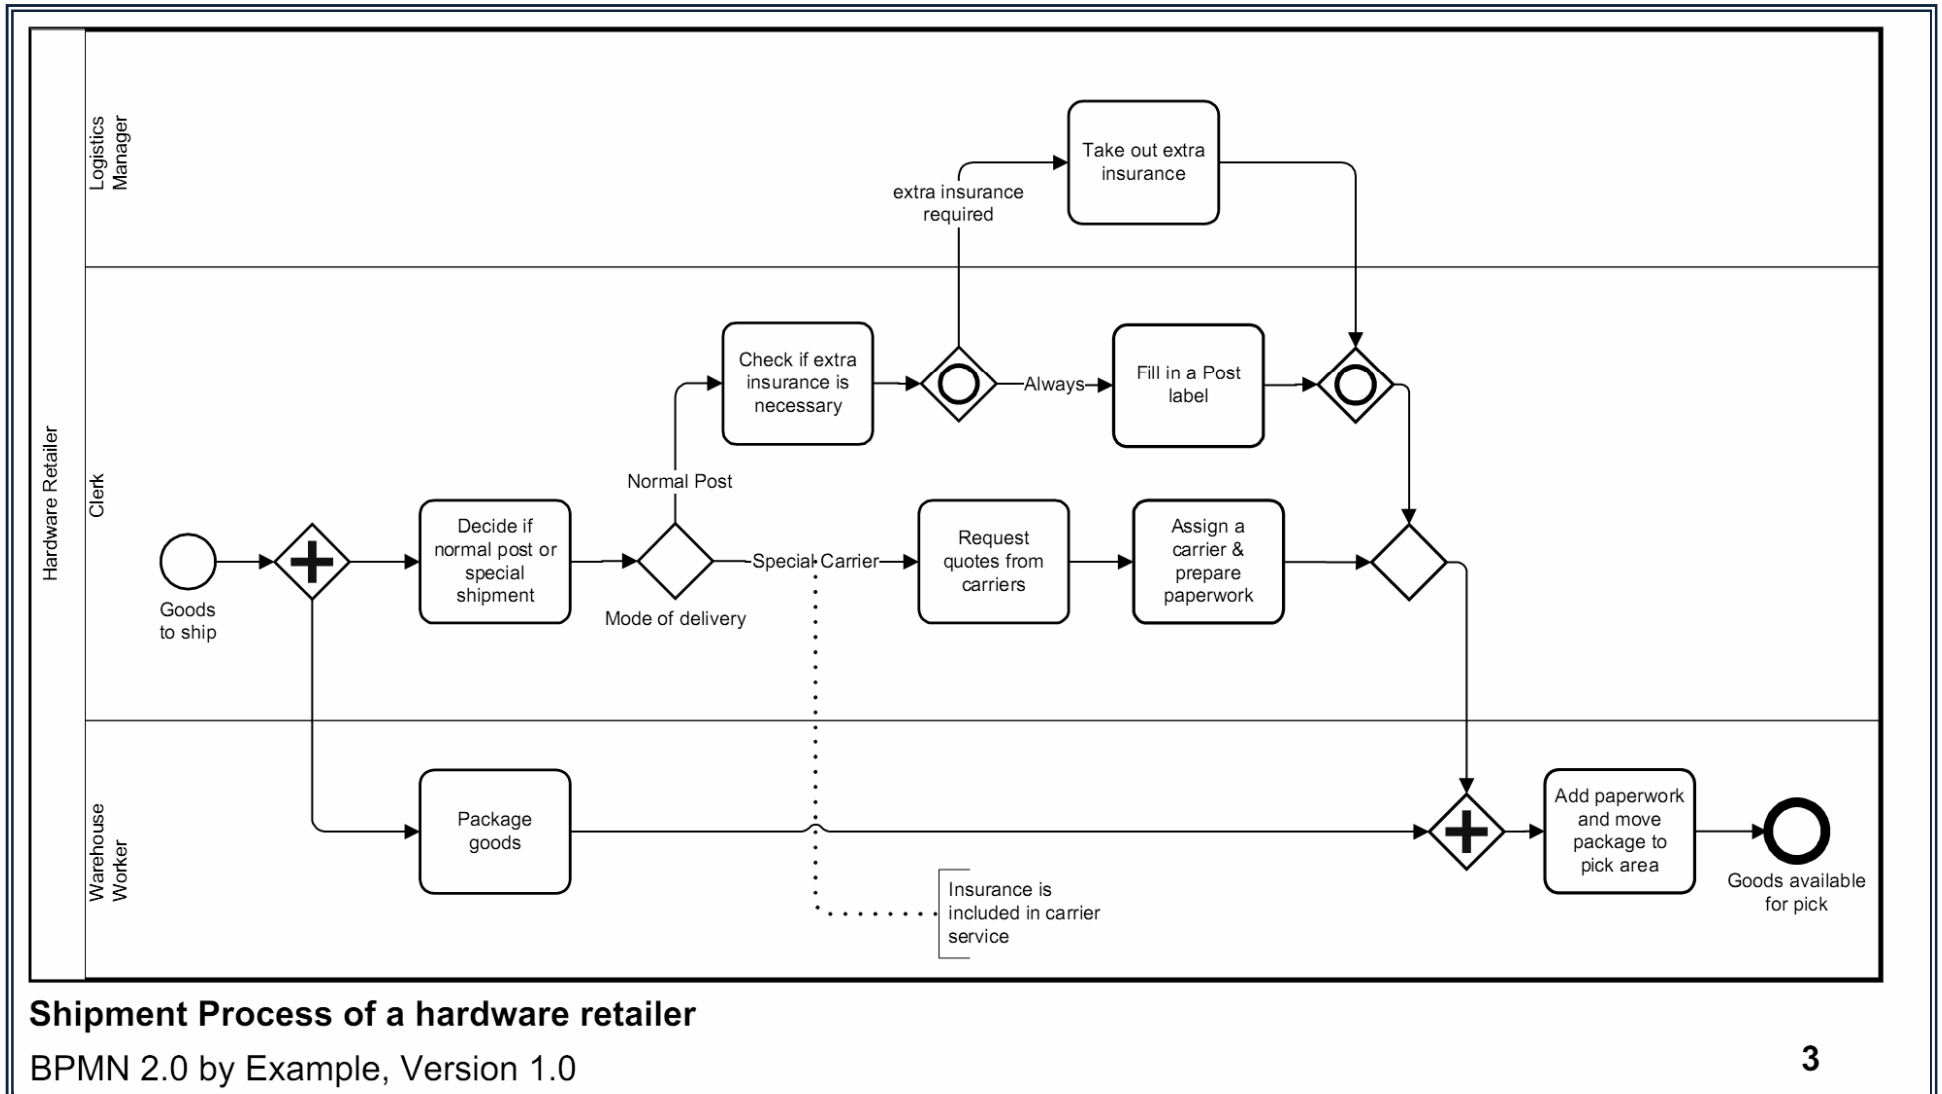 Hardware Retailer
Logistics
Manager
Take out extra
insurance
extra insurance
required
Clerk
Check if extra
insurance is
necessary
Always
Fill in a Post
label
Normal Post
Goods
to ship
Decide if
normal post or
special
shipment
Mode of delivery
Special Carrier
Request
quotes from
carriers
Assign a
carrier &
prepare
paperwork
Warehouse
Worker
Package
goods
Insurance is
included in carrier
service
Add paperwork
and move
package to
pick area
Goods available
for pick
Shipment Process of a hardware retailer
BPMN 2.0 by Example, Version 1.0
3